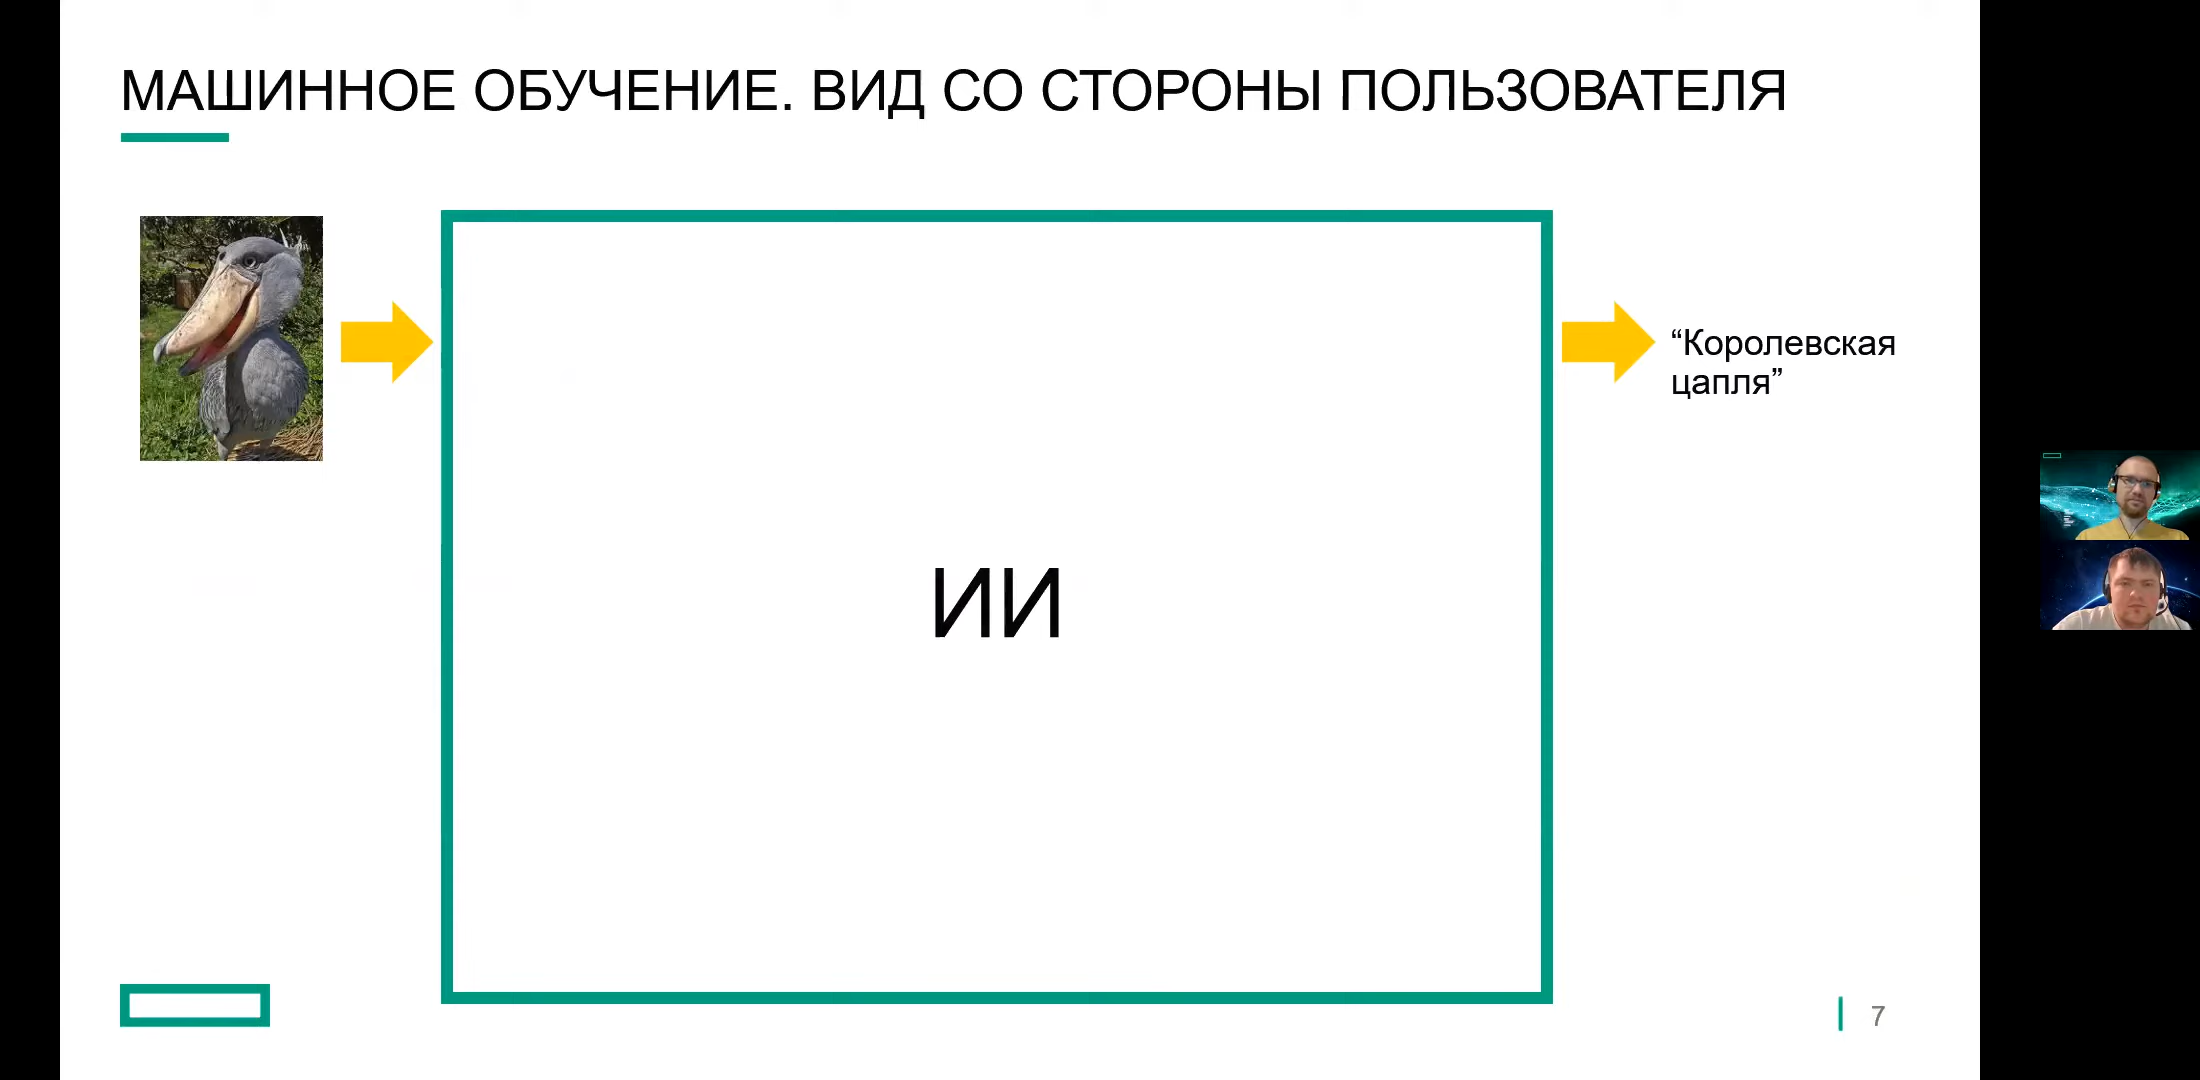 МАШИННОЕ ОБУЧЕНИЕ. ВИД СО СТОРОНЫ ПОЛЬЗОВАТЕЛЯ
“Королевская
цапля”
ИИ
7